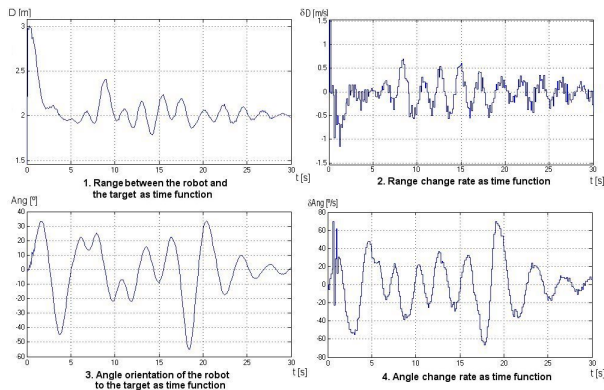 D [m]
3
2.5
2
1.5
0 5 10 15 20 25 30
t [s]
1. Range between the robot and
the target as time function
δD [m/s]
1.5
1
0.5
0
-0.5
-1
-1.5
0 5 10 15 20 25 30
t [s]
2. Range change rate as time function
Ang [º]
40
30
20
10
0
-10
-20
-30
-40
-50
-60
0 5 10 15 20 25 30
t [s]
3. Angle orientation of the robot
to the target as time function
δAng [º/s]
80
60
40
20
0
-20
-40
-60
-80
0 5 10 15 20 25 30
t [s]
4. Angle change rate as time function